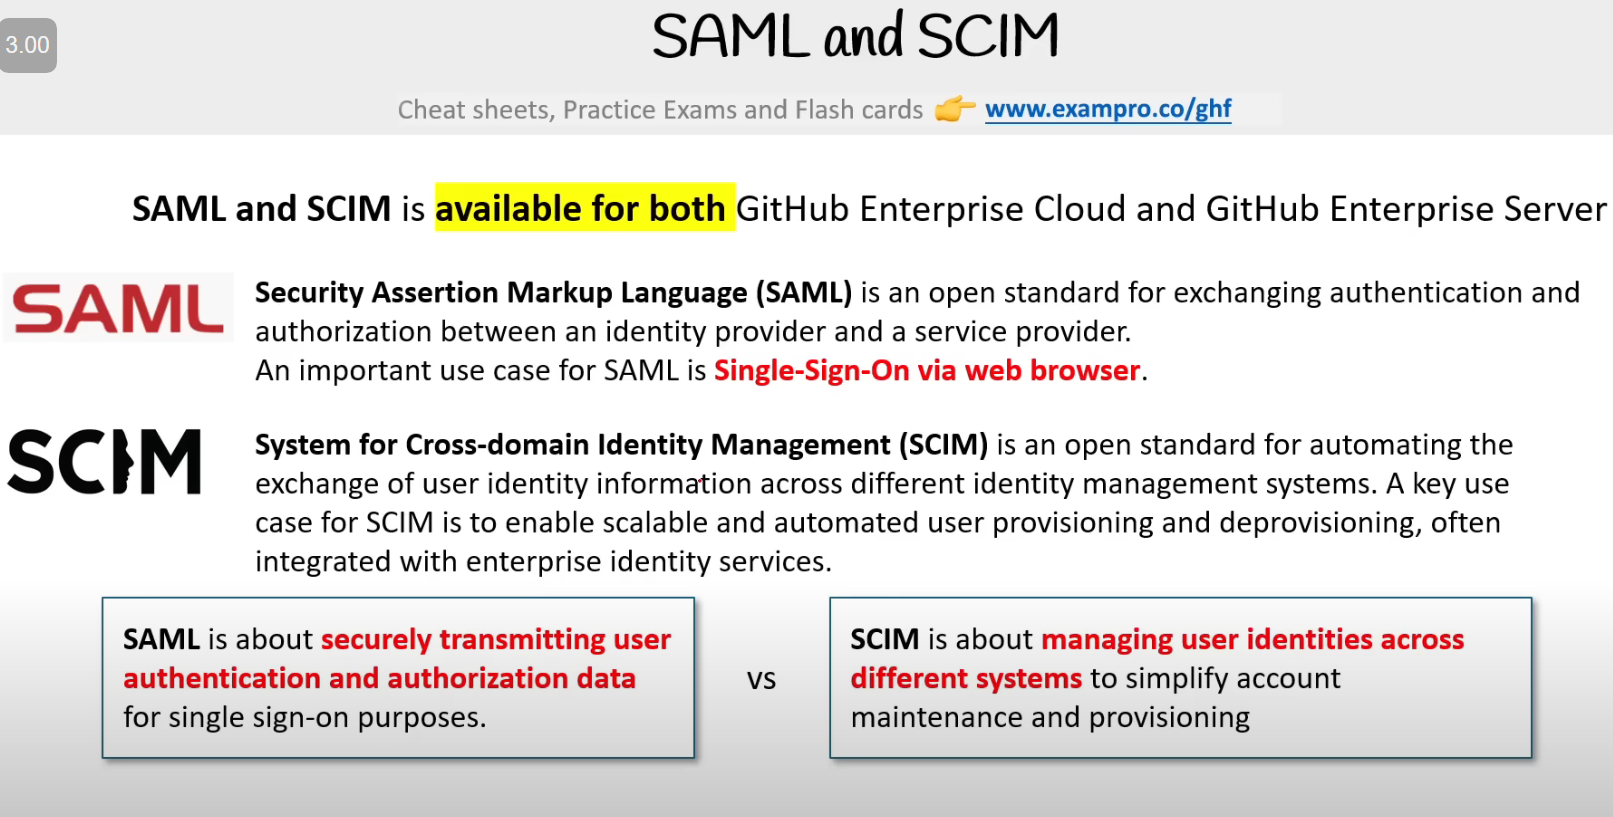 3.00
SAML and SCIM
Cheat sheets, Practice Exams and Flash cards 👉 www.exampro.co/ghf
SAML and SCIM is available for both GitHub Enterprise Cloud and GitHub Enterprise Server
SAML
Security Assertion Markup Language (SAML) is an open standard for exchanging authentication and
authorization between an identity provider and a service provider.
An important use case for SAML is Single-Sign-On via web browser.
SCIM
System for Cross-domain Identity Management (SCIM) is an open standard for automating the
exchange of user identity information across different identity management systems. A key use
case for SCIM is to enable scalable and automated user provisioning and deprovisioning, often
integrated with enterprise identity services.
SAML is about securely transmitting user
authentication and authorization data
for single sign-on purposes.
vs
SCIM is about managing user identities across
different systems to simplify account
maintenance and provisioning